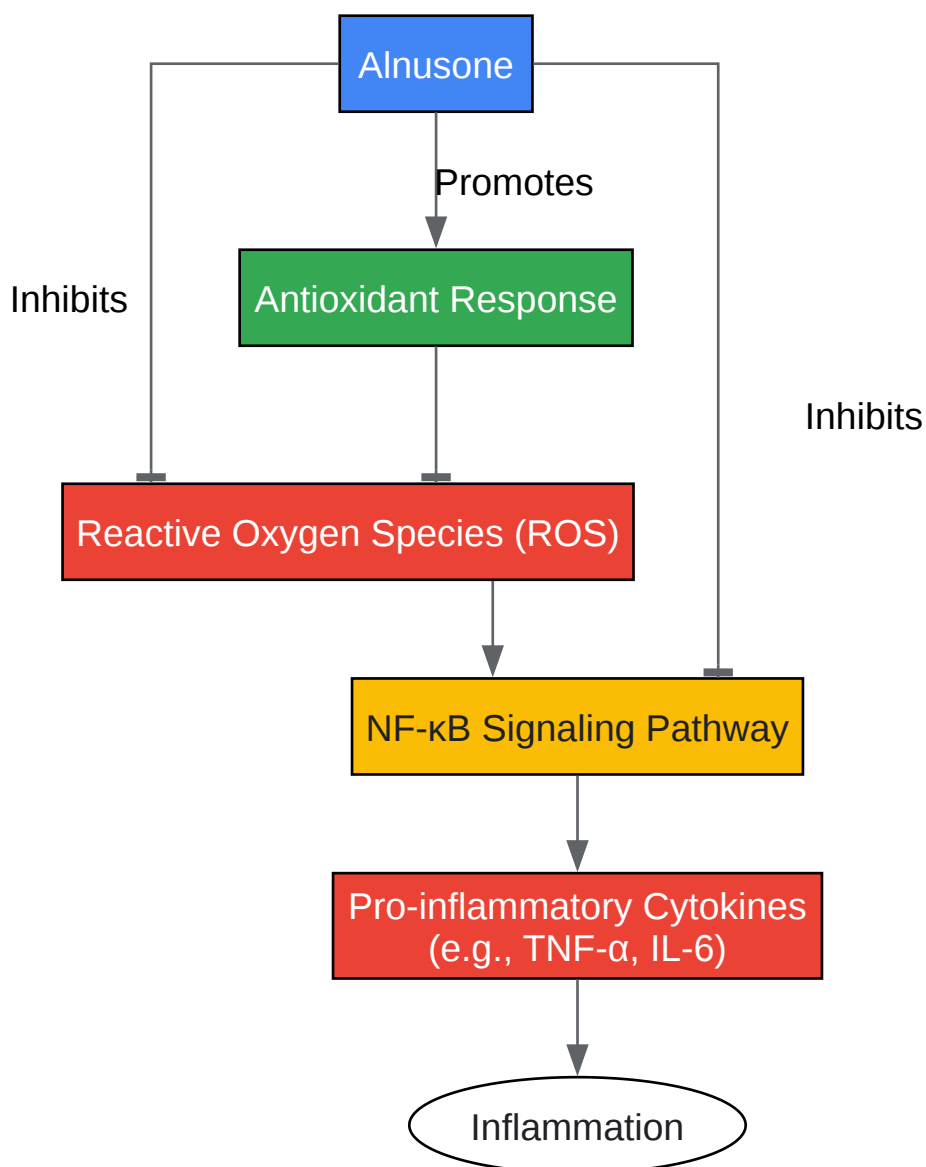 Alnusone
Promotes
Antioxidant Response
Inhibits
Inhibits
Reactive Oxygen Species (ROS)
NF-κB Signaling Pathway
Pro-inflammatory Cytokines
(e.g., TNF-α, IL-6)
Inflammation